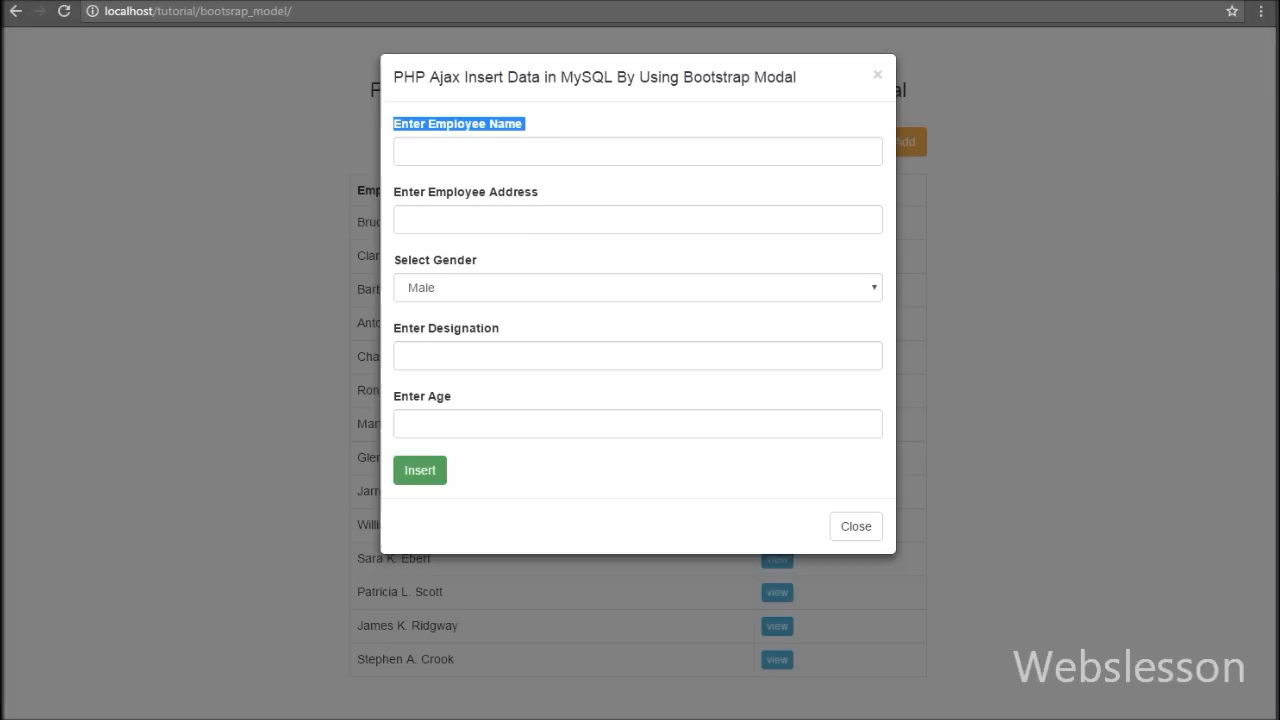 localhost/tutorial/bootsrap_model/
PHP Ajax Insert Data in MySQL By Using Bootstrap Modal
×
Add
Enter Employee Name
Enter Employee Address
Select Gender
Male
Enter Designation
Enter Age
Insert
Close
Sara K. Ebert view
Patricia L. Scott view
James K. Ridgway view
Stephen A. Crook view
Webslesson